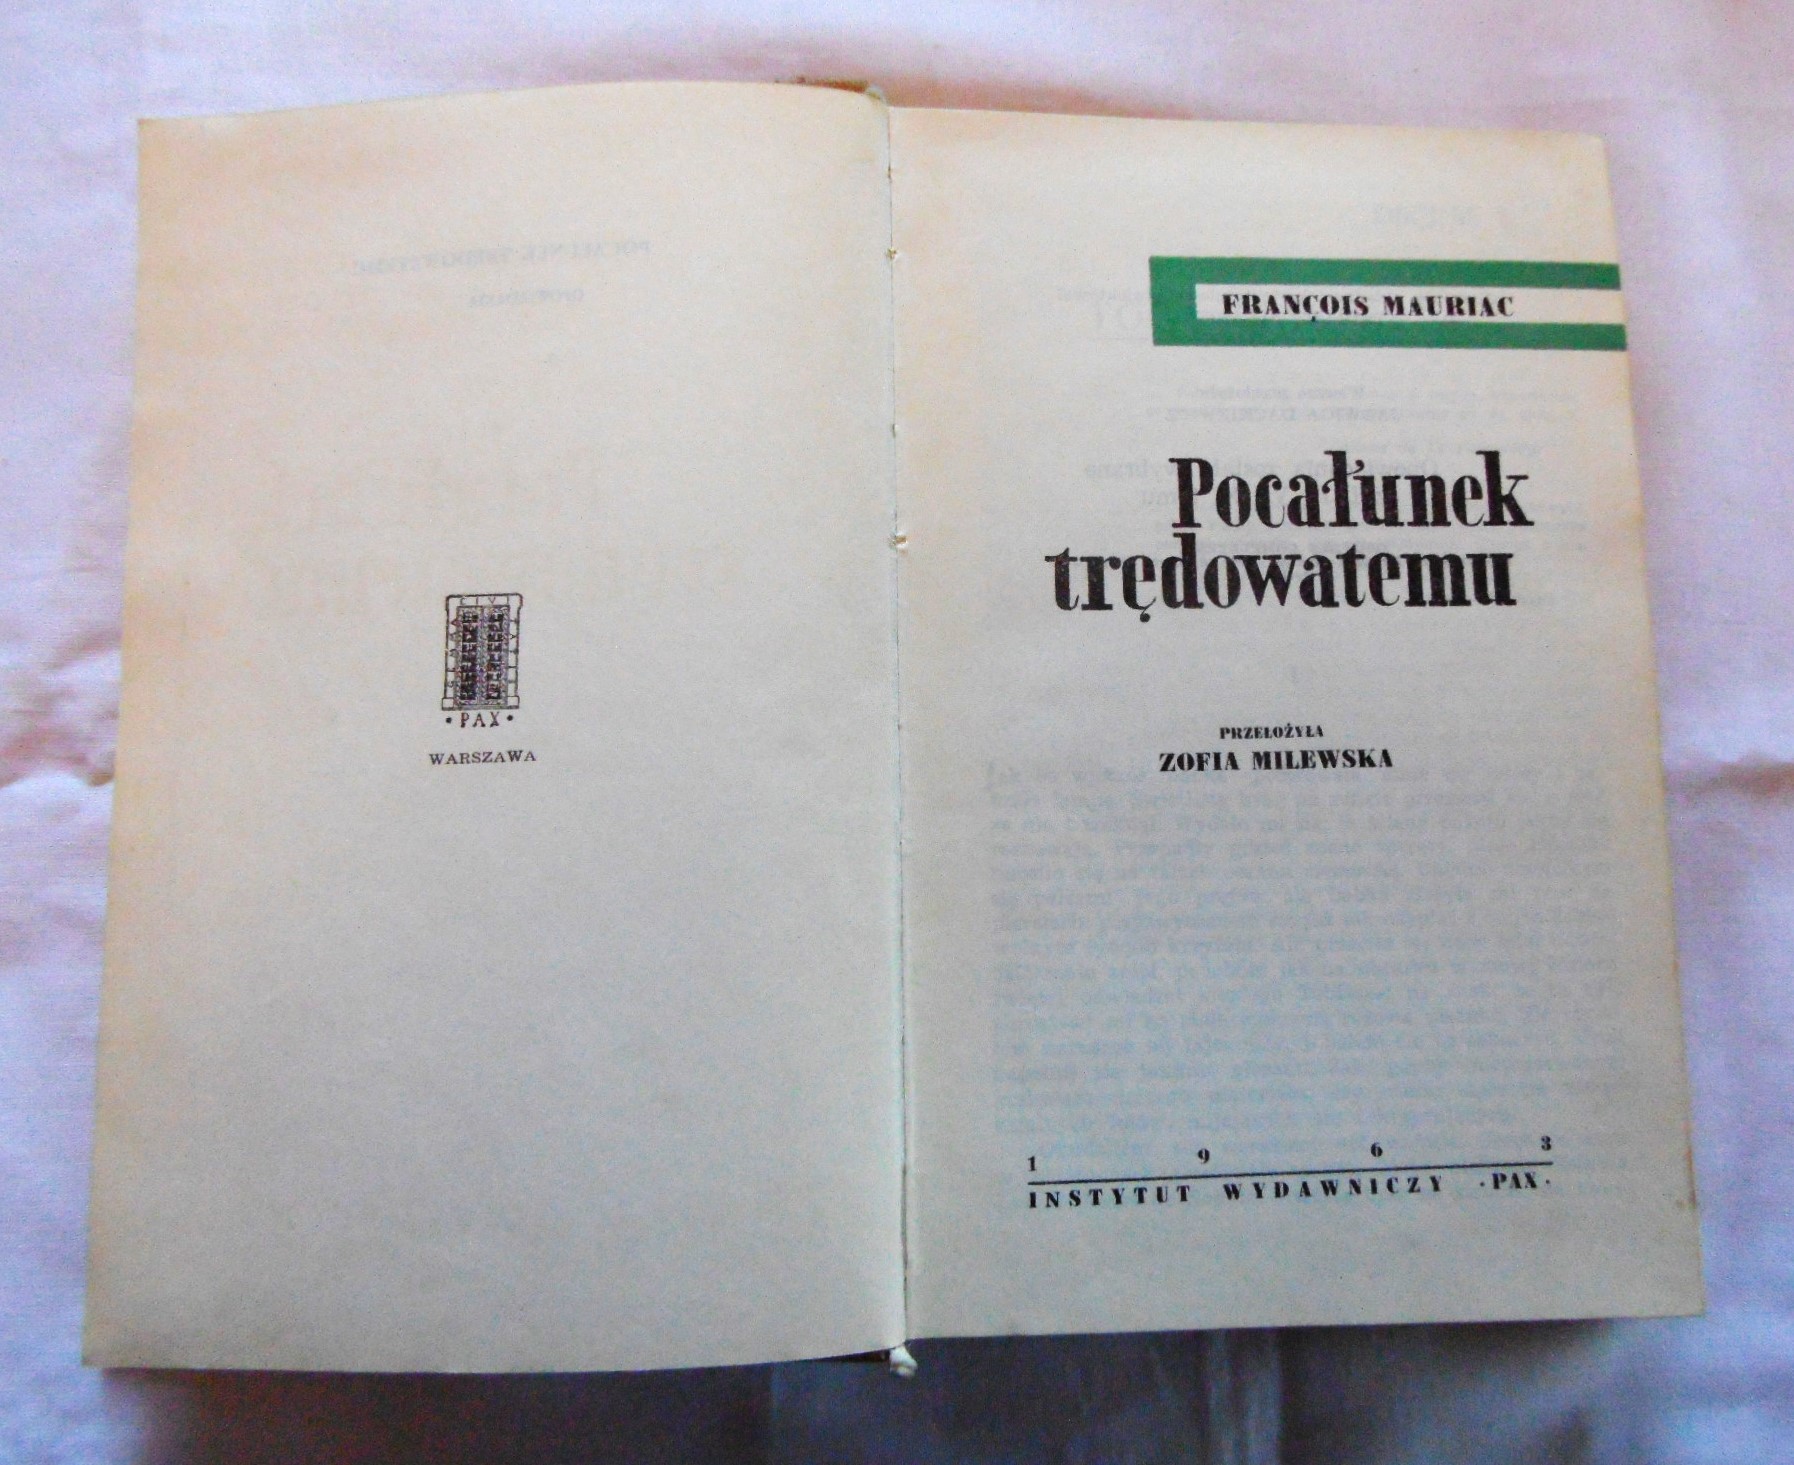 • PAX •
WARSZAWA
FRANÇOIS MAURIAC
Pocałunek
trędowatemu
PRZEŁOŻYŁA
ZOFIA MILEWSKA
1 9 6 3
INSTYTUT WYDAWNICZY •PAX•